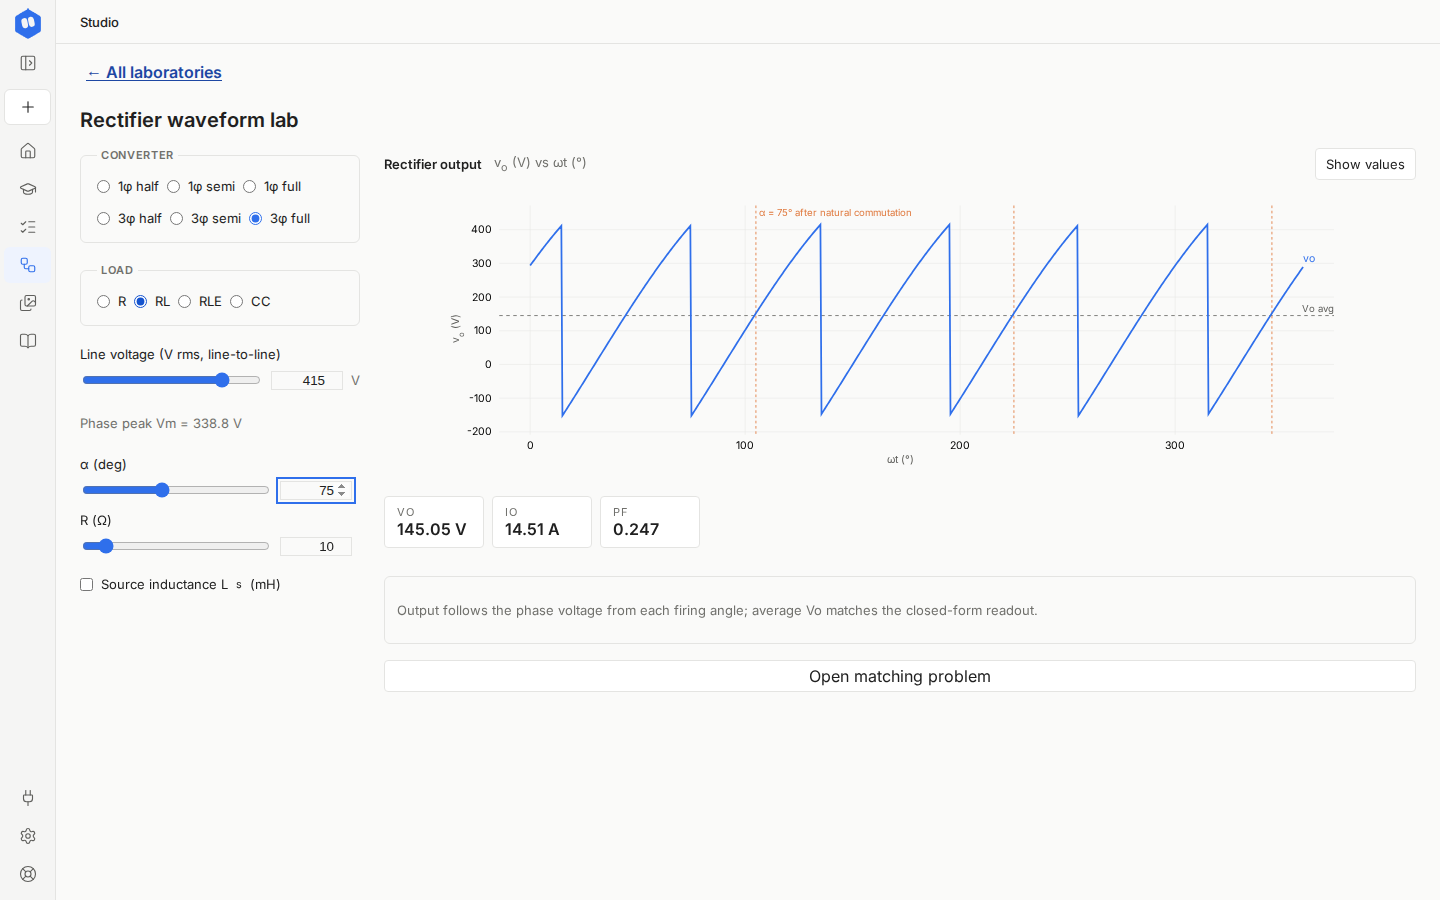 Studio
← All laboratories
Rectifier waveform lab
CONVERTER
1φ half 1φ semi 1φ full
3φ half 3φ semi 3φ full
LOAD
R RL RLE CC
Line voltage (V rms, line-to-line)
415 V
Phase peak Vm = 338.8 V
α (deg)
75
R (Ω)
10
Source inductance L s (mH)
Rectifier output vo (V) vs ωt (°)
Show values
α = 75° after natural commutation
400
300
200
100
0
-100
-200
vo (V)
vo
Vo avg
0 100 200 300
ωt (°)
VO
145.05 V
IO
14.51 A
PF
0.247
Output follows the phase voltage from each firing angle; average Vo matches the closed-form readout.
Open matching problem